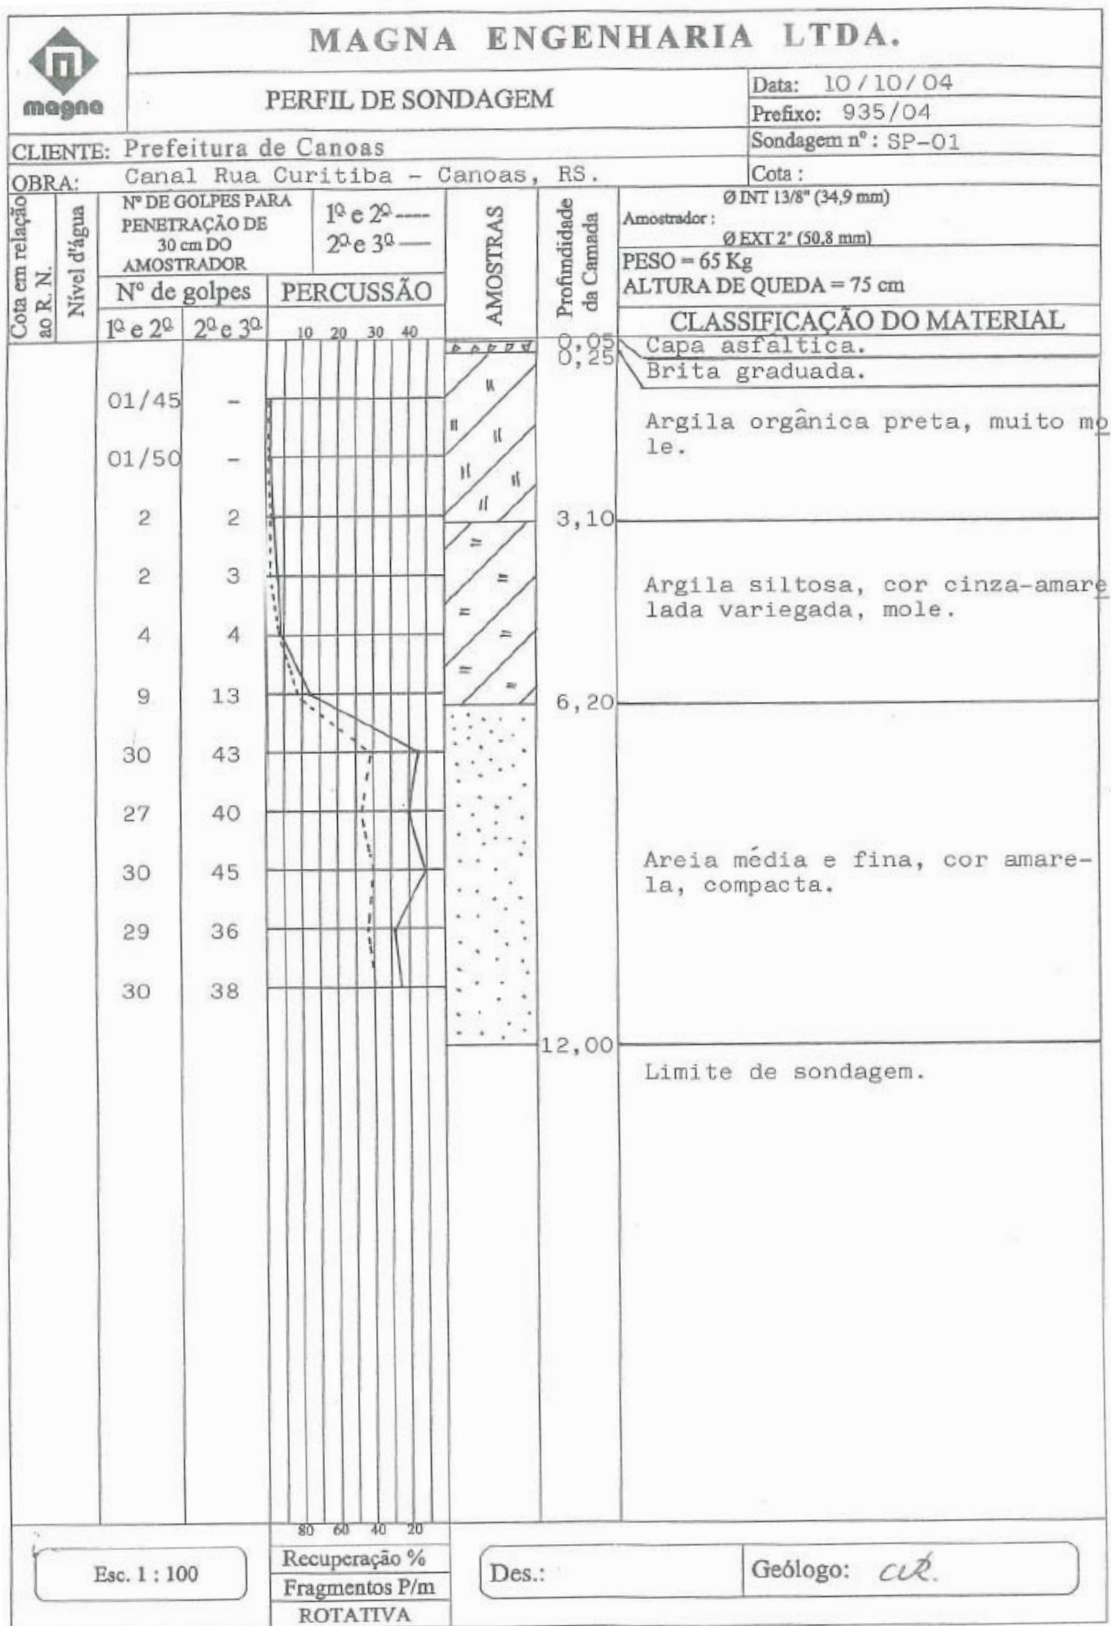 MAGNA ENGENHARIA LTDA.
magna
PERFIL DE SONDAGEM
Data: 10/10/04
Prefixo: 935/04
CLIENTE: Prefeitura de Canoas
Sondagem nº : SP-01
OBRA: Canal Rua Curitiba - Canoas, RS.
Cota :
Cota em relação
ao R. N.
Nível d'água
Nº DE GOLPES PARA
PENETRAÇÃO DE
30 cm DO
AMOSTRADOR
1º e 2º ----
2º e 3º —
AMOSTRAS
Profundidade
da Camada
Ø INT 13/8" (34,9 mm)
Amostrador :
Ø EXT 2" (50,8 mm)
PESO = 65 Kg
ALTURA DE QUEDA = 75 cm
Nº de golpes
PERCUSSÃO
CLASSIFICAÇÃO DO MATERIAL
1º e 2º 2º e 3º 10 20 30 40
0,05 Capa asfaltica.
0,25 Brita graduada.
01/45 -
Argila orgânica preta, muito mo
le.
01/50 -
2 2
3,10
2 3
Argila siltosa, cor cinza-amare
lada variegada, mole.
4 4
9 13
6,20
30 43
27 40
30 45
Areia média e fina, cor amare-
la, compacta.
29 36
30 38
12,00
Limite de sondagem.
80 60 40 20
Esc. 1 : 100
Recuperação %
Fragmentos P/m
ROTATIVA
Des.:
Geólogo: